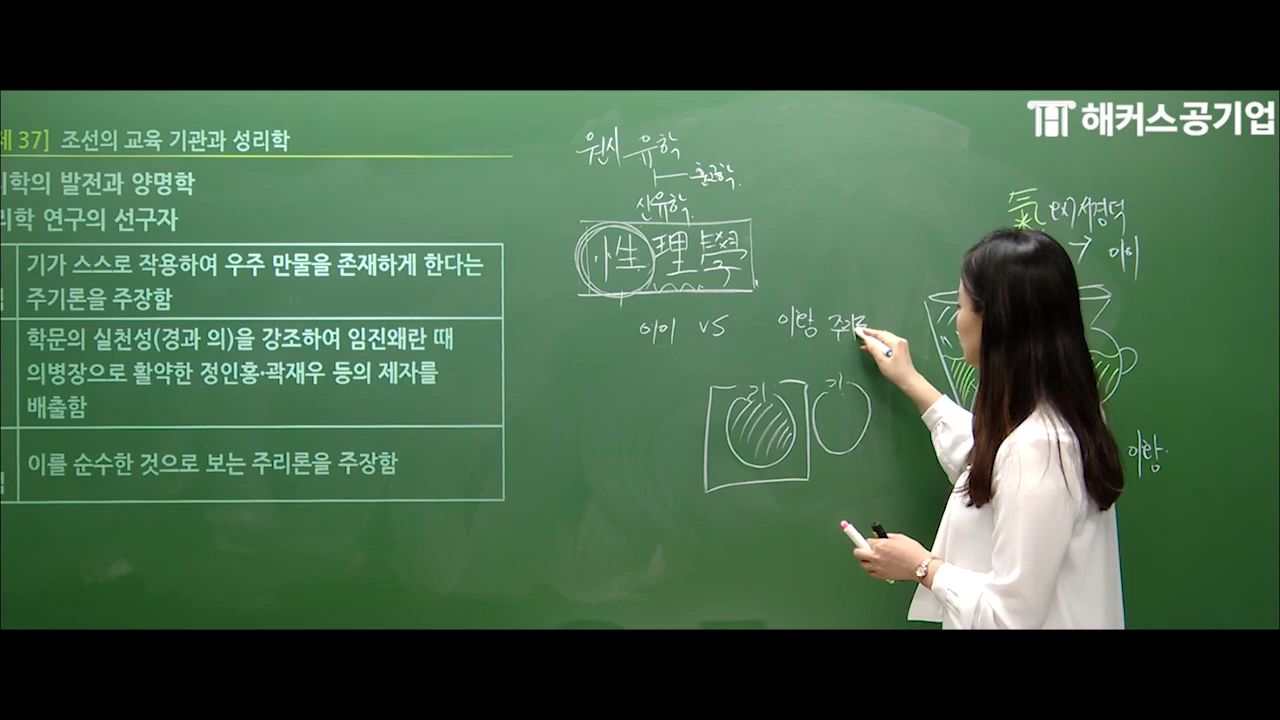 해커스공기업
제 37] 조선의 교육 기관과 성리학
리학의 발전과 양명학
리학 연구의 선구자
기가 스스로 작용하여 우주 만물을 존재하게 한다는
주기론을 주장함
학문의 실천성(경과 의)을 강조하여 임진왜란 때
의병장으로 활약한 정인홍·곽재우 등의 제자를
배출함
이를 순수한 것으로 보는 주리론을 주장함
원시 유학
훈고학
신유학
性理學
이이 vs 이황 주리론
氣 서경덕
→ 이이
이황